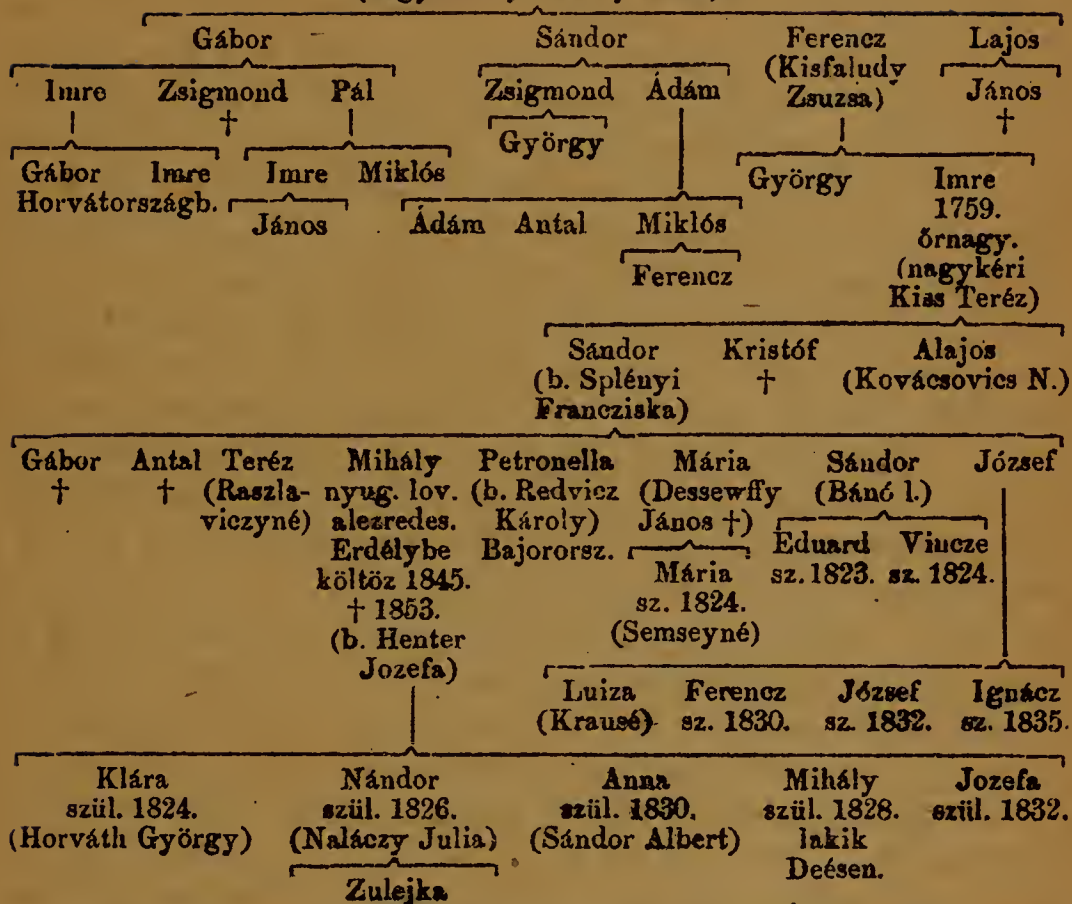 Gábor Sándor Ferencz Lajos
(Kisfaludy Zsuzsa)
Imre Zsigmond Pál Zsigmond Ádám János
† †
György
Gábor Imre Imre Miklós György Imre
Horvátországb. 1759.
János Ádám Antal Miklós őrnagy.
(nagykéri
Ferencz Kiss Teréz)
Sándor Kristóf Alajos
(b. Splényi † (Kovácsovics N.)
Francziska)
Gábor Antal Teréz Mihály Petronella Mária Sándor József
† † (Raszla- nyug. lov. (b. Redvicz (Dessewffy (Bánó l.)
viczyné) alezredes. Károly) János †)
Erdélybe Bajororsz. Eduard Vincze
költöz 1845. Mária sz. 1823. sz. 1824.
† 1853. sz. 1824.
(b. Henter (Semseyné)
Jozefa)
Luiza Ferencz József Ignácz
(Krausé) sz. 1830. sz. 1832. sz. 1835.
Klára Nándor Anna Mihály Jozefa
szül. 1824. szül. 1826. szül. 1830. szül. 1828. szül. 1832.
(Horváth György) (Naláczy Julia) (Sándor Albert) lakik
Deésen.
Zulejka